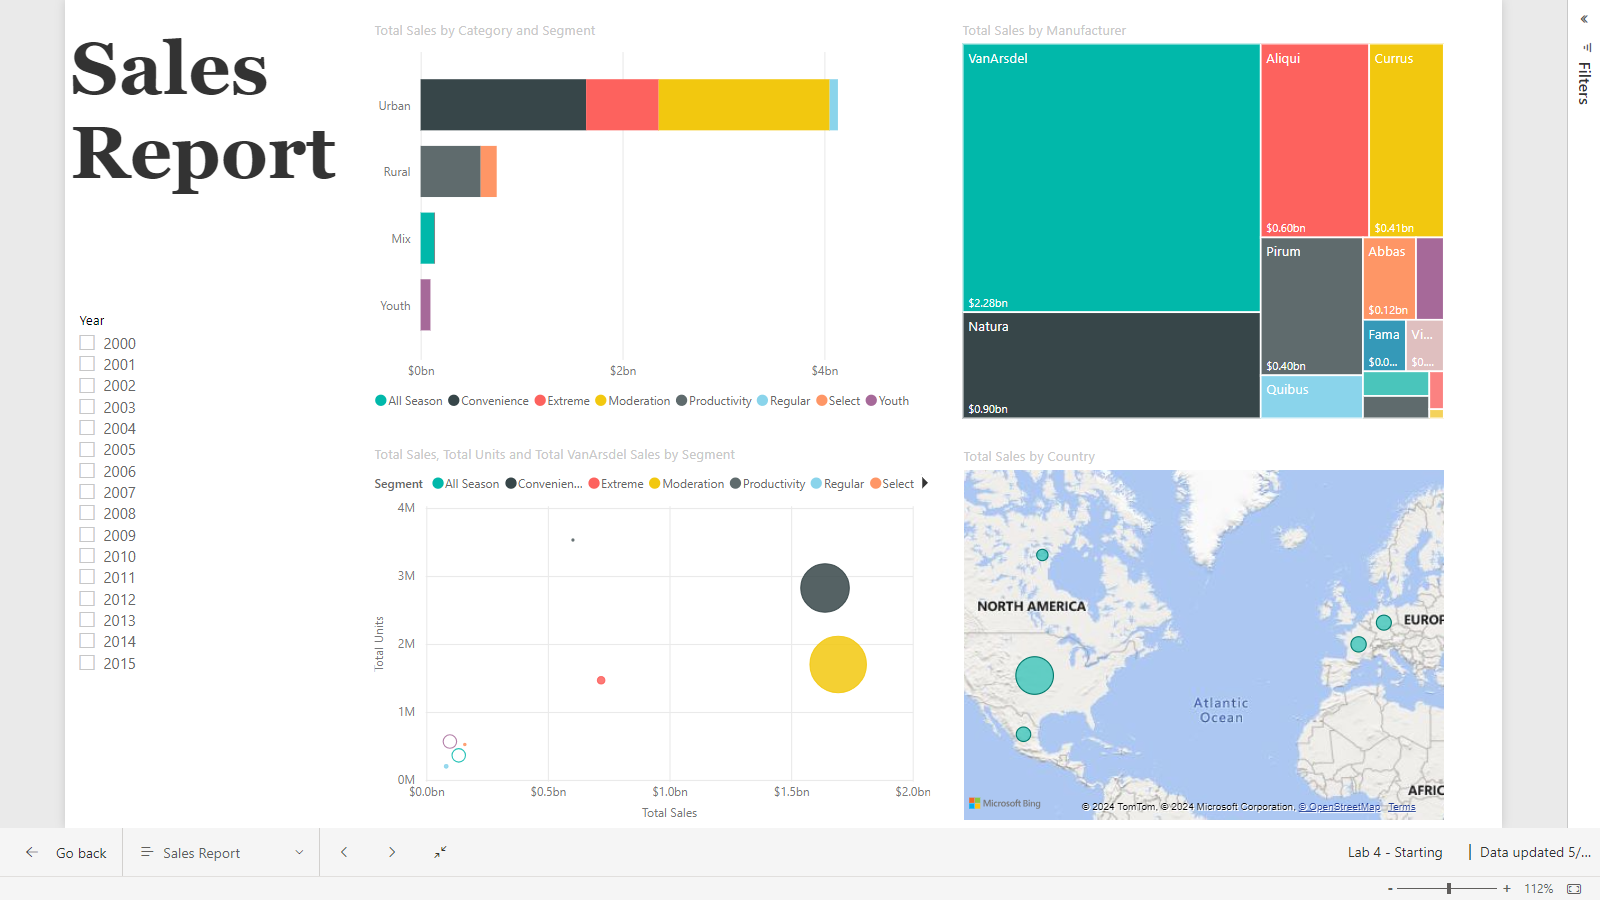 Sales
Report
Year
2000
2001
2002
2003
2004
2005
2006
2007
2008
2009
2010
2011
2012
2013
2014
2015
Total Sales by Category and Segment
Urban
Rural
Mix
Youth
$0bn $2bn $4bn
All Season Convenience Extreme Moderation Productivity Regular Select Youth
Total Sales by Manufacturer
VanArsdel
$2.28bn
Natura
$0.90bn
Aliqui
$0.60bn
Currus
$0.41bn
Pirum
$0.40bn
Quibus
Abbas
$0.12bn
Fama
$0.0...
Vi...
$0....
Total Sales, Total Units and Total VanArsdel Sales by Segment
Segment All Season Convenien... Extreme Moderation Productivity Regular Select
4M
3M
2M
1M
0M
Total Units
$0.0bn $0.5bn $1.0bn $1.5bn $2.0bn
Total Sales
Total Sales by Country
NORTH AMERICA
EUROP
Atlantic
Ocean
AFRIC
Microsoft Bing
© 2024 TomTom, © 2024 Microsoft Corporation, © OpenStreetMap Terms
Filters
Go back
Sales Report
Lab 4 - Starting
Data updated 5/...
- + 112%